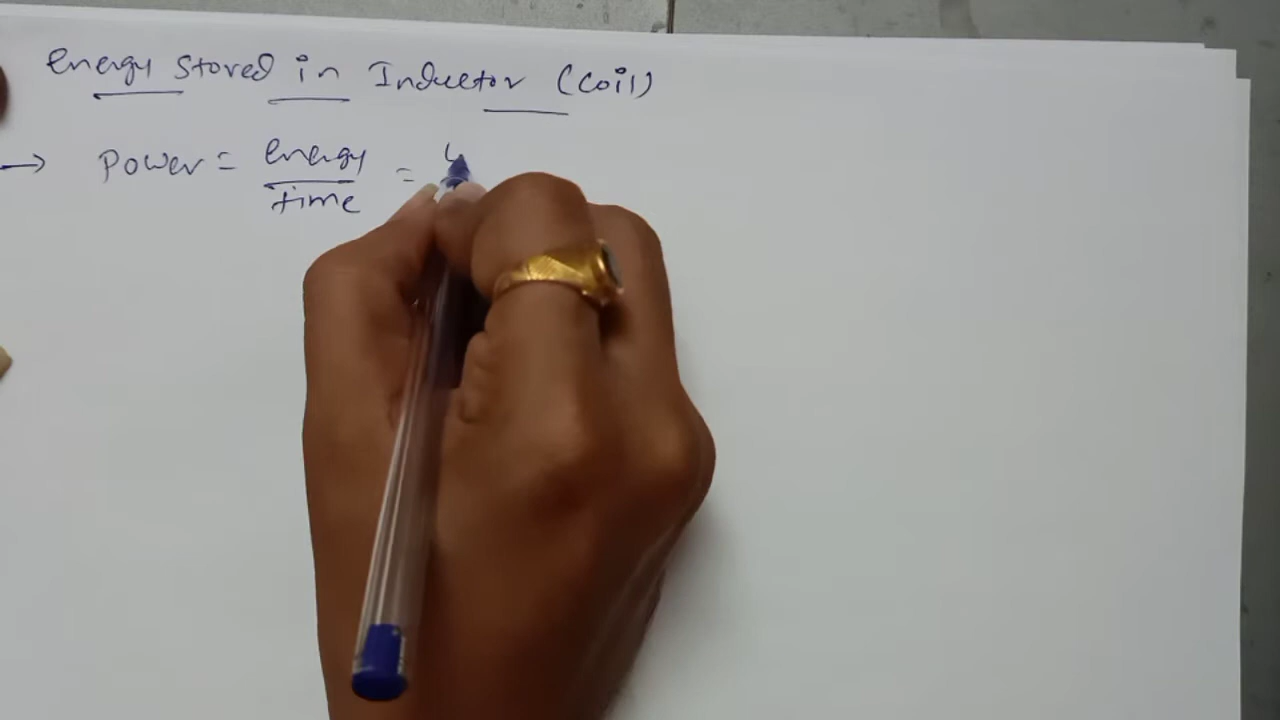 Energy Stored in Inductor (coil)
→ Power = energy / time =